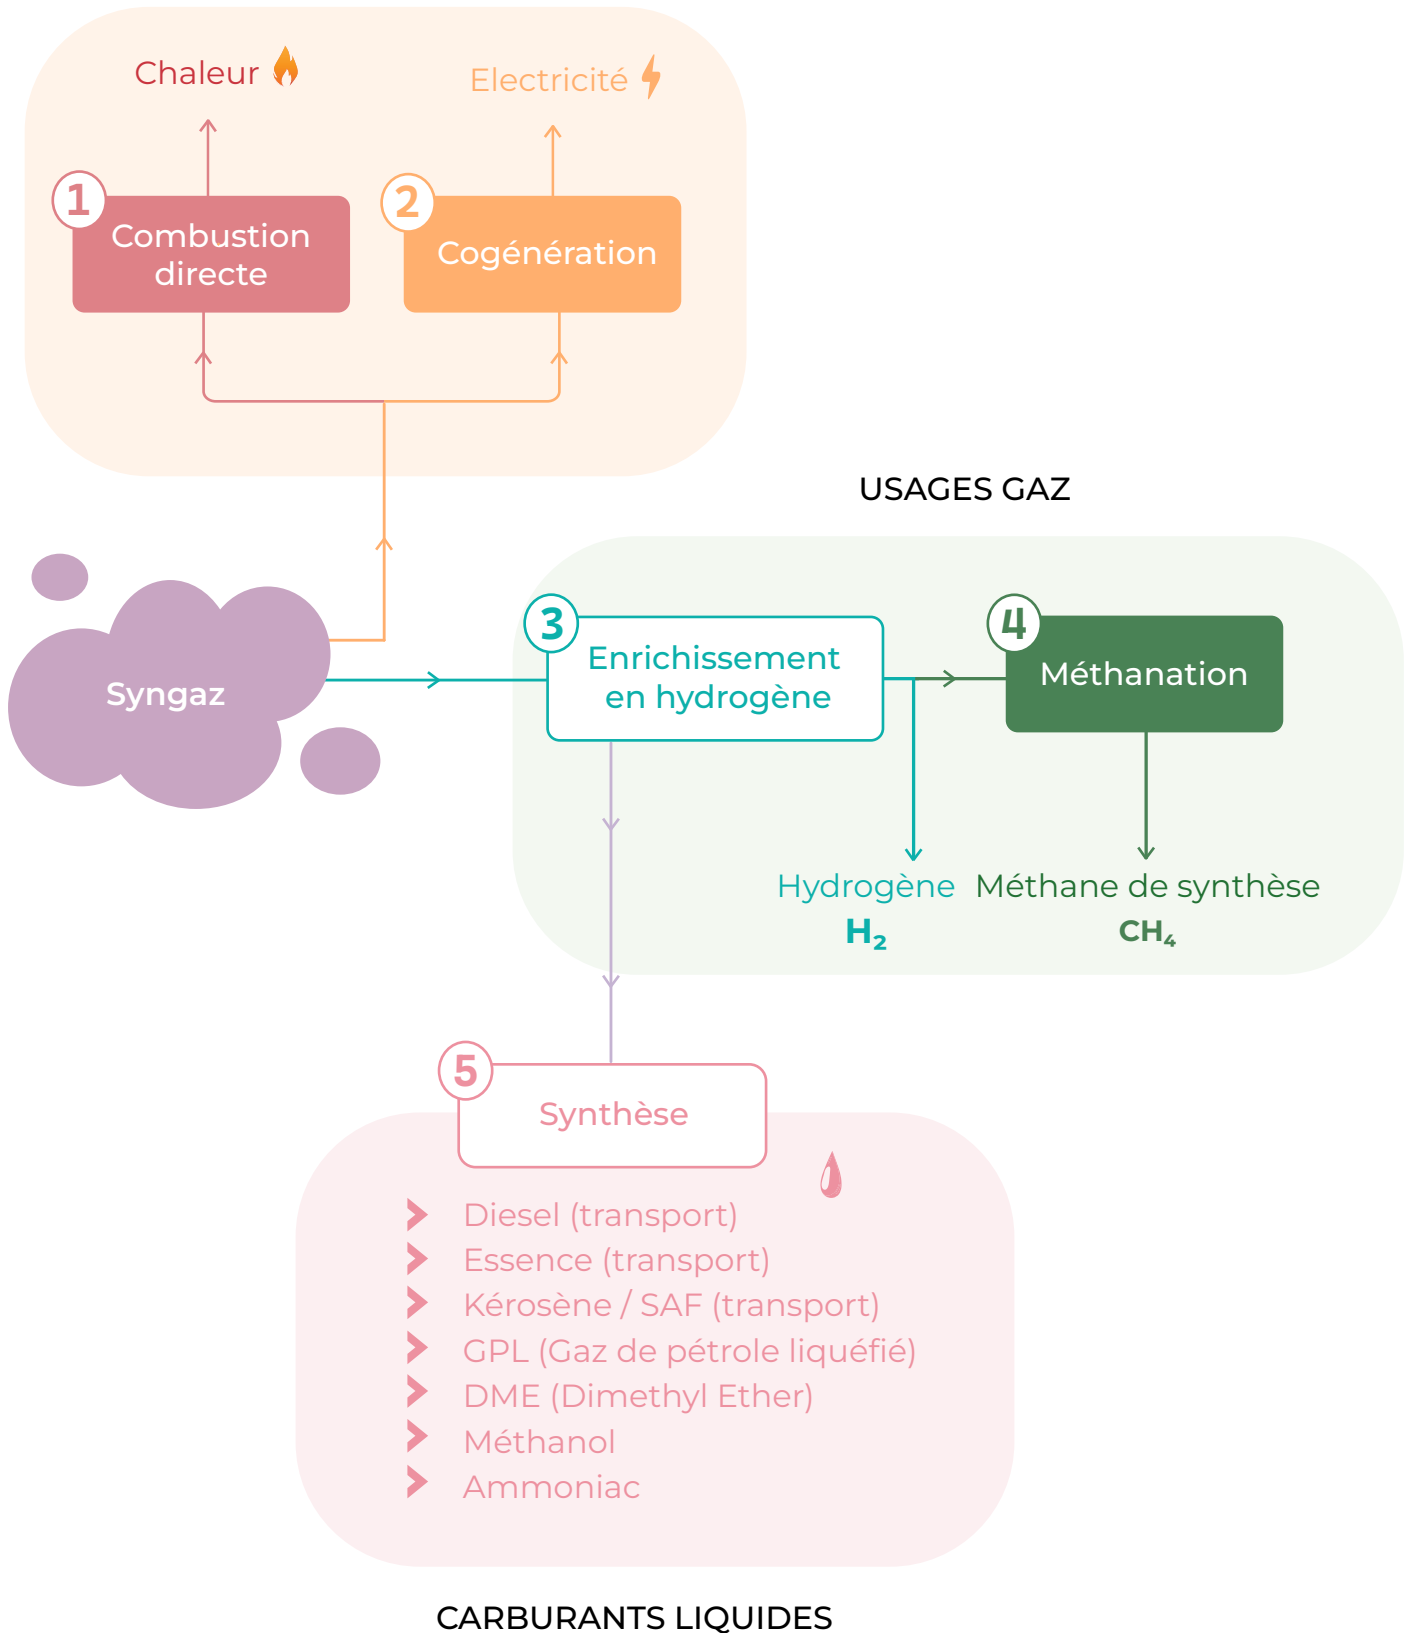 Chaleur
Electricité
1
2
Combustion
directe
Cogénération
USAGES GAZ
Syngaz
3
Enrichissement
en hydrogène
4
Méthanation
Hydrogène
H₂
Méthane de synthèse
CH₄
5
Synthèse
Diesel (transport)
Essence (transport)
Kérosène / SAF (transport)
GPL (Gaz de pétrole liquéfié)
DME (Dimethyl Ether)
Méthanol
Ammoniac
CARBURANTS LIQUIDES